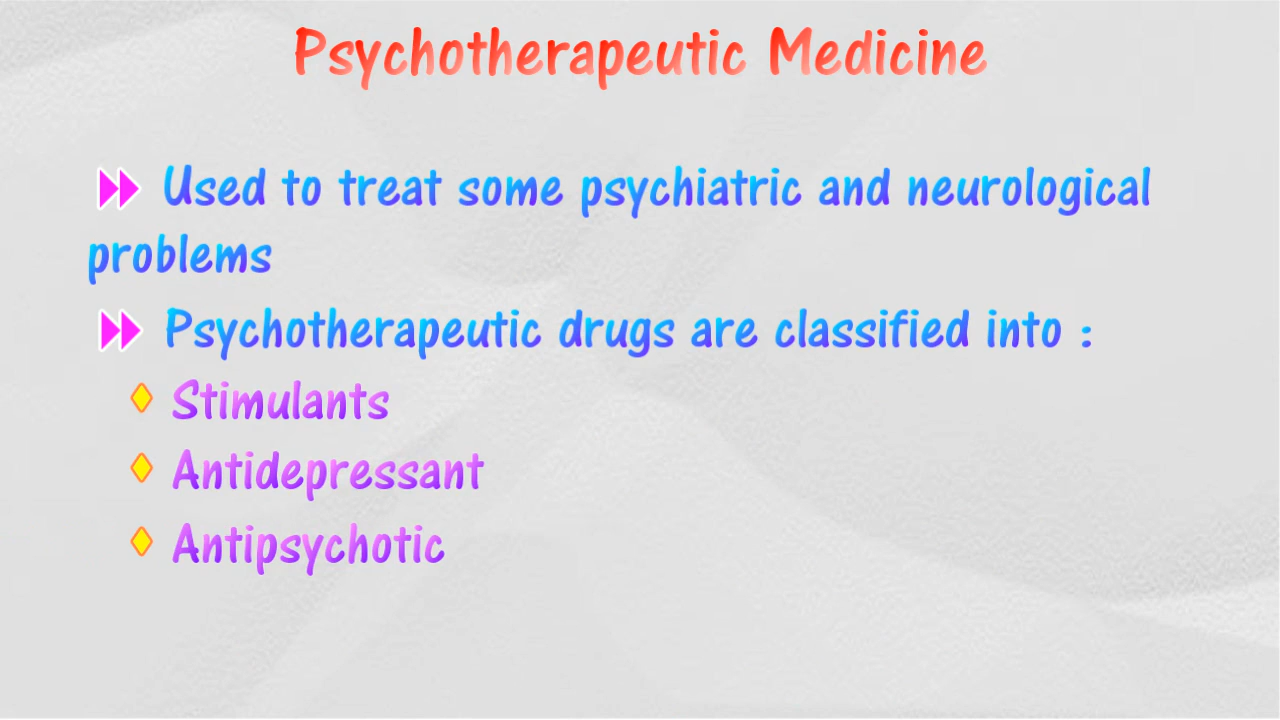 Psychotherapeutic Medicine
Used to treat some psychiatric and neurological
problems
Psychotherapeutic drugs are classified into :
Stimulants
Antidepressant
Antipsychotic